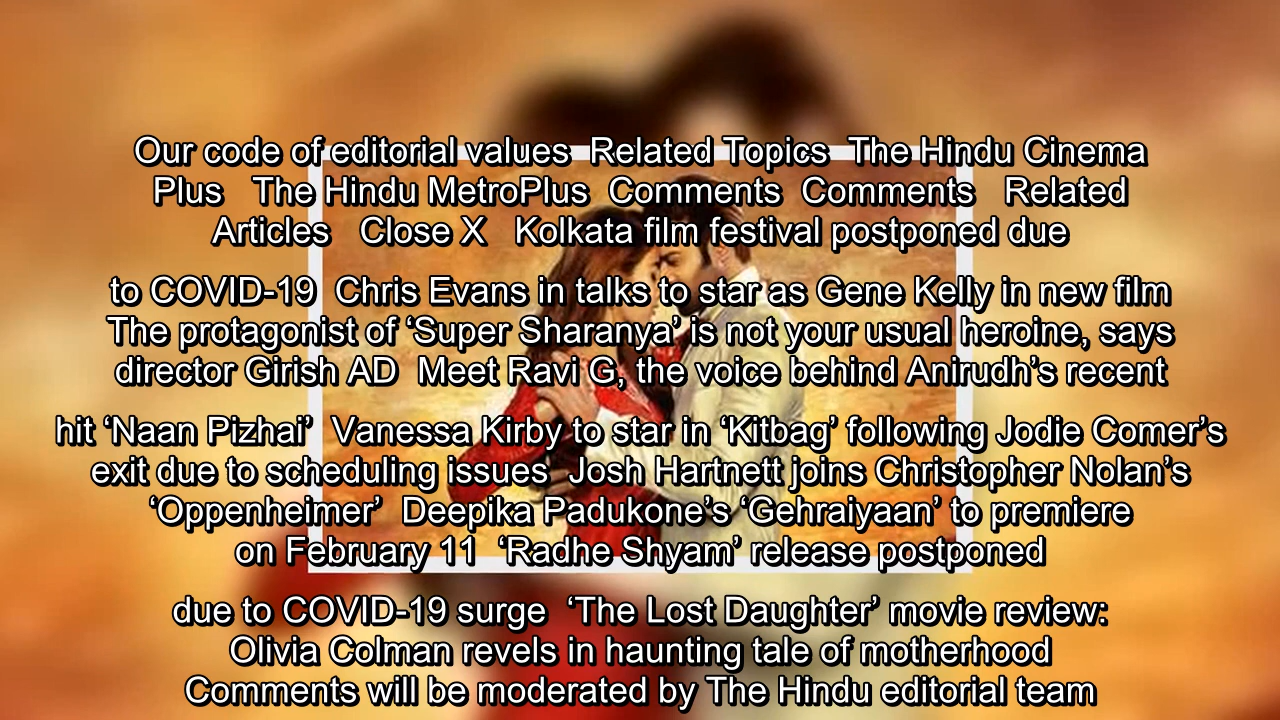 Our code of editorial values  Related Topics  The Hindu Cinema
Plus   The Hindu MetroPlus  Comments  Comments   Related
Articles   Close X   Kolkata film festival postponed due
to COVID-19  Chris Evans in talks to star as Gene Kelly in new film
The protagonist of ‘Super Sharanya’ is not your usual heroine, says
director Girish AD  Meet Ravi G, the voice behind Anirudh’s recent
hit ‘Naan Pizhai’  Vanessa Kirby to star in ‘Kitbag’ following Jodie Comer’s
exit due to scheduling issues  Josh Hartnett joins Christopher Nolan’s
‘Oppenheimer’  Deepika Padukone’s ‘Gehraiyaan’ to premiere
on February 11  ‘Radhe Shyam’ release postponed
due to COVID-19 surge  ‘The Lost Daughter’ movie review:
Olivia Colman revels in haunting tale of motherhood
Comments will be moderated by The Hindu editorial team